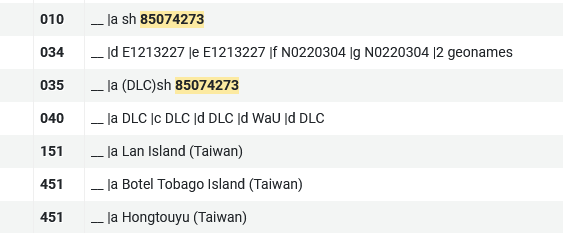 010 __ |a sh 85074273
034 __ |d E1213227 |e E1213227 |f N0220304 |g N0220304 |2 geonames
035 __ |a (DLC)sh 85074273
040 __ |a DLC |c DLC |d DLC |d WaU |d DLC
151 __ |a Lan Island (Taiwan)
451 __ |a Botel Tobago Island (Taiwan)
451 __ |a Hongtouyu (Taiwan)